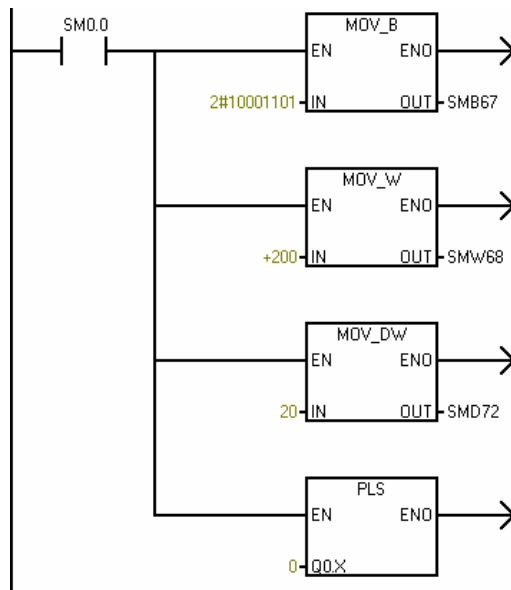 SM0.0
MOV_B
EN ENO
2#10001101 IN OUT SMB67
MOV_W
EN ENO
+200 IN OUT SMW68
MOV_DW
EN ENO
20 IN OUT SMD72
PLS
EN ENO
0 Q0.X